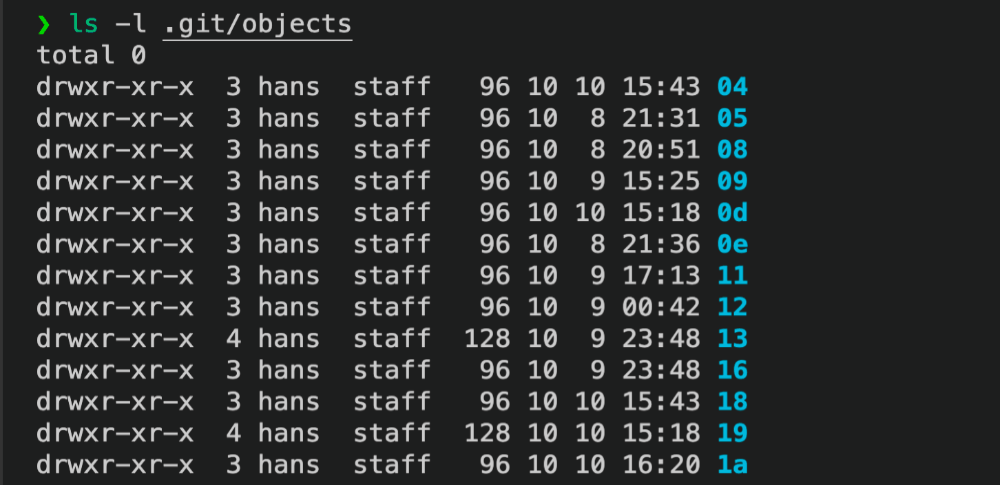 ❯ ls -l .git/objects
total 0
drwxr-xr-x  3 hans  staff   96 10 10 15:43 04
drwxr-xr-x  3 hans  staff   96 10  8 21:31 05
drwxr-xr-x  3 hans  staff   96 10  8 20:51 08
drwxr-xr-x  3 hans  staff   96 10  9 15:25 09
drwxr-xr-x  3 hans  staff   96 10 10 15:18 0d
drwxr-xr-x  3 hans  staff   96 10  8 21:36 0e
drwxr-xr-x  3 hans  staff   96 10  9 17:13 11
drwxr-xr-x  3 hans  staff   96 10  9 00:42 12
drwxr-xr-x  4 hans  staff  128 10  9 23:48 13
drwxr-xr-x  3 hans  staff   96 10  9 23:48 16
drwxr-xr-x  3 hans  staff   96 10 10 15:43 18
drwxr-xr-x  4 hans  staff  128 10 10 15:18 19
drwxr-xr-x  3 hans  staff   96 10 10 16:20 1a